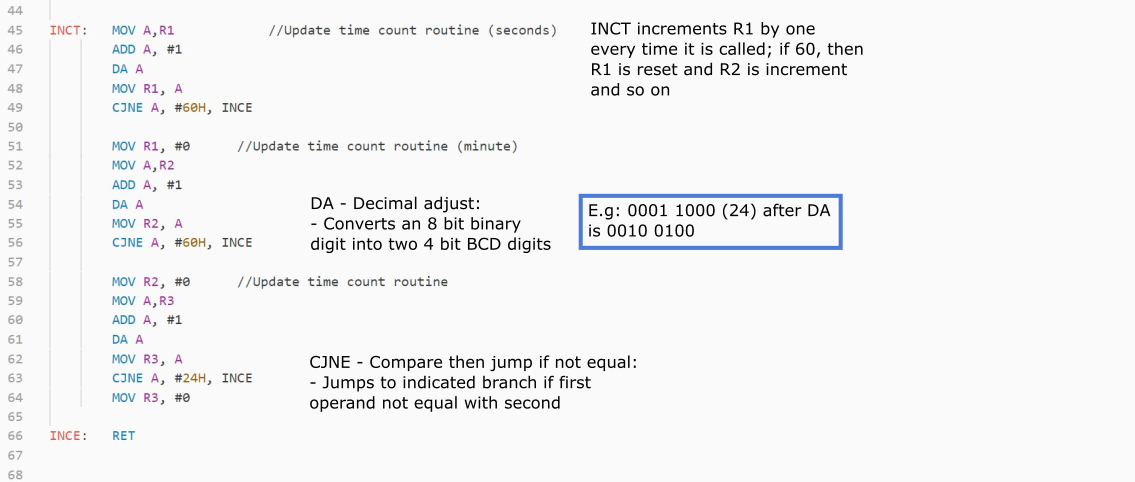 44
45 INCT: MOV A,R1 //Update time count routine (seconds)
46 ADD A, #1
47 DA A
48 MOV R1, A
49 CJNE A, #60H, INCE
50
51 MOV R1, #0 //Update time count routine (minute)
52 MOV A,R2
53 ADD A, #1
54 DA A
55 MOV R2, A
56 CJNE A, #60H, INCE
57
58 MOV R2, #0 //Update time count routine
59 MOV A,R3
60 ADD A, #1
61 DA A
62 MOV R3, A
63 CJNE A, #24H, INCE
64 MOV R3, #0
65
66 INCE: RET
67
68
INCT increments R1 by one
every time it is called; if 60, then
R1 is reset and R2 is increment
and so on
DA - Decimal adjust:
- Converts an 8 bit binary
digit into two 4 bit BCD digits
E.g: 0001 1000 (24) after DA
is 0010 0100
CJNE - Compare then jump if not equal:
- Jumps to indicated branch if first
operand not equal with second